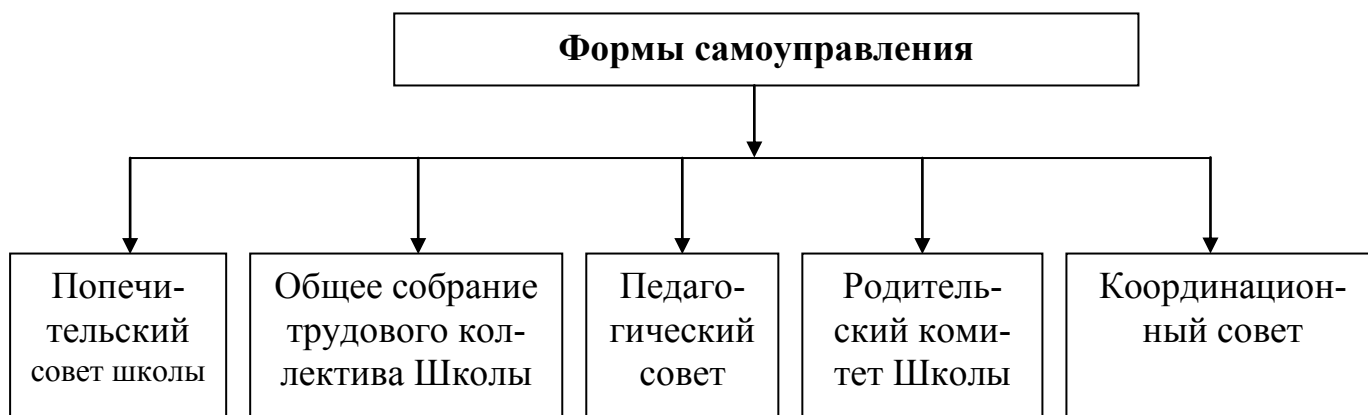 Формы самоуправления
Попечи-
тельский
совет школы
Общее собрание
трудового кол-
лектива Школы
Педаго-
гический
совет
Родитель-
ский коми-
тет Школы
Координацион-
ный совет